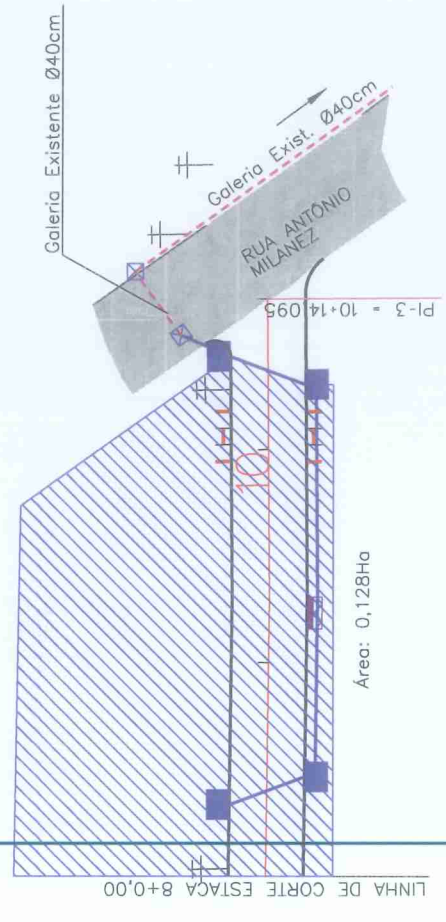 Galeria Existente Ø40cm
Galeria Exist. Ø40cm
RUA ANTÔNIO
MILANEZ
PI-3 = 10+14,095
10
Área: 0,128Ha
LINHA DE CORTE ESTACA 8+0,00